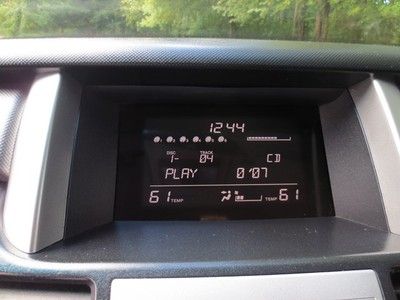 12:44
DISC TRACK
1- 04 CD
PLAY 0'07
61 TEMP 61 TEMP